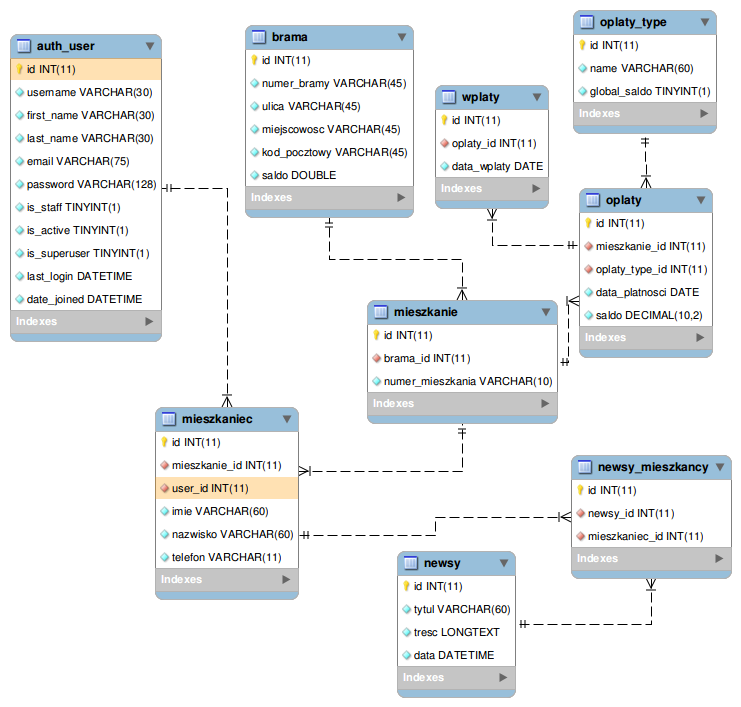 auth_user
id INT(11)
username VARCHAR(30)
first_name VARCHAR(30)
last_name VARCHAR(30)
email VARCHAR(75)
password VARCHAR(128)
is_staff TINYINT(1)
is_active TINYINT(1)
is_superuser TINYINT(1)
last_login DATETIME
date_joined DATETIME
Indexes
brama
id INT(11)
numer_bramy VARCHAR(45)
ulica VARCHAR(45)
miejscowosc VARCHAR(45)
kod_pocztowy VARCHAR(45)
saldo DOUBLE
Indexes
wplaty
id INT(11)
oplaty_id INT(11)
data_wplaty DATE
Indexes
oplaty_type
id INT(11)
name VARCHAR(60)
global_saldo TINYINT(1)
Indexes
oplaty
id INT(11)
mieszkanie_id INT(11)
oplaty_type_id INT(11)
data_platnosci DATE
saldo DECIMAL(10,2)
Indexes
mieszkanie
id INT(11)
brama_id INT(11)
numer_mieszkania VARCHAR(10)
Indexes
mieszkaniec
id INT(11)
mieszkanie_id INT(11)
user_id INT(11)
imie VARCHAR(60)
nazwisko VARCHAR(60)
telefon VARCHAR(11)
Indexes
newsy_mieszkancy
id INT(11)
newsy_id INT(11)
mieszkaniec_id INT(11)
Indexes
newsy
id INT(11)
tytul VARCHAR(60)
tresc LONGTEXT
data DATETIME
Indexes